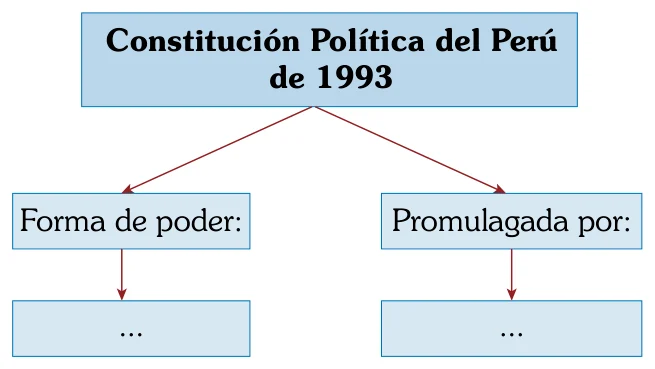 Constitución Política del Perú
de 1993
Forma de poder:
Promulagada por:
...
...